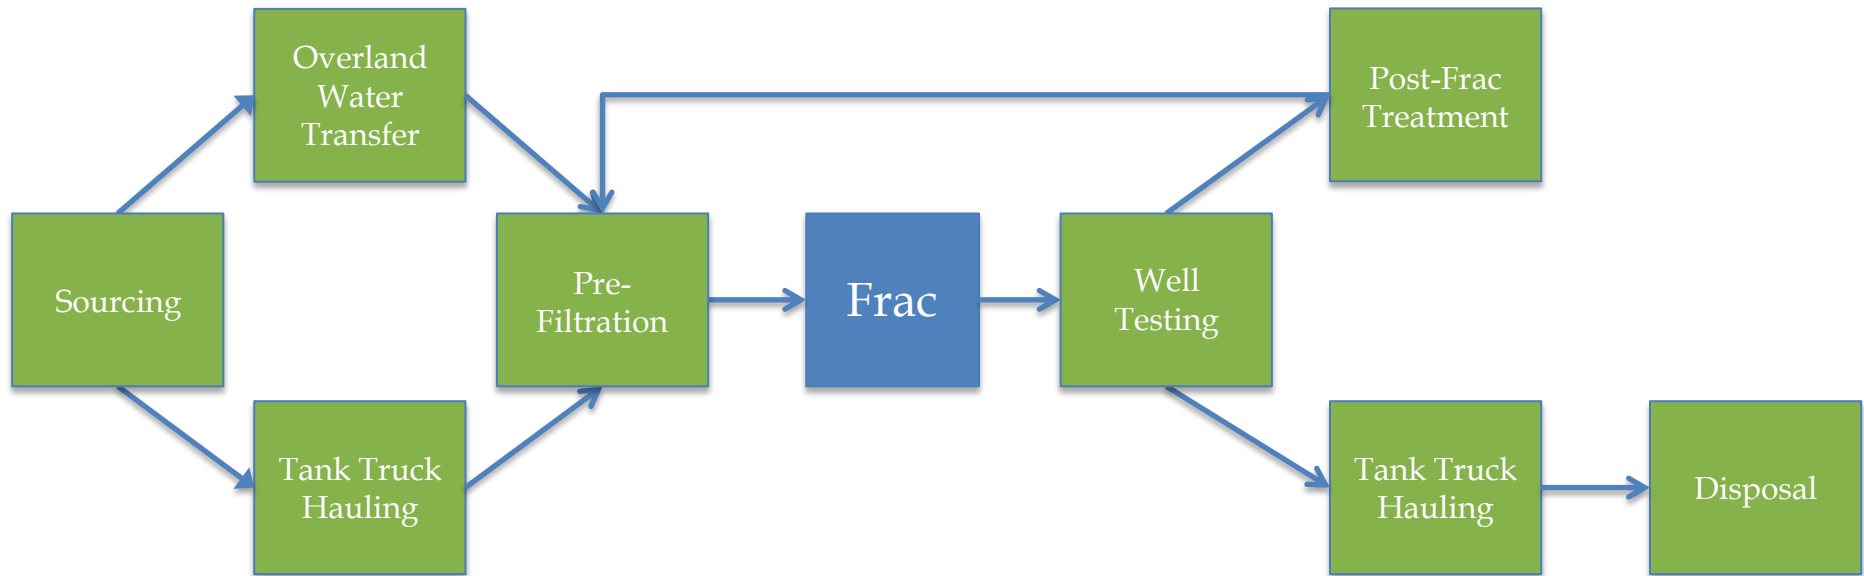 Overland
Water
Transfer
Post-Frac
Treatment
Sourcing
Pre-
Filtration
Frac
Well
Testing
Tank Truck
Hauling
Tank Truck
Hauling
Disposal